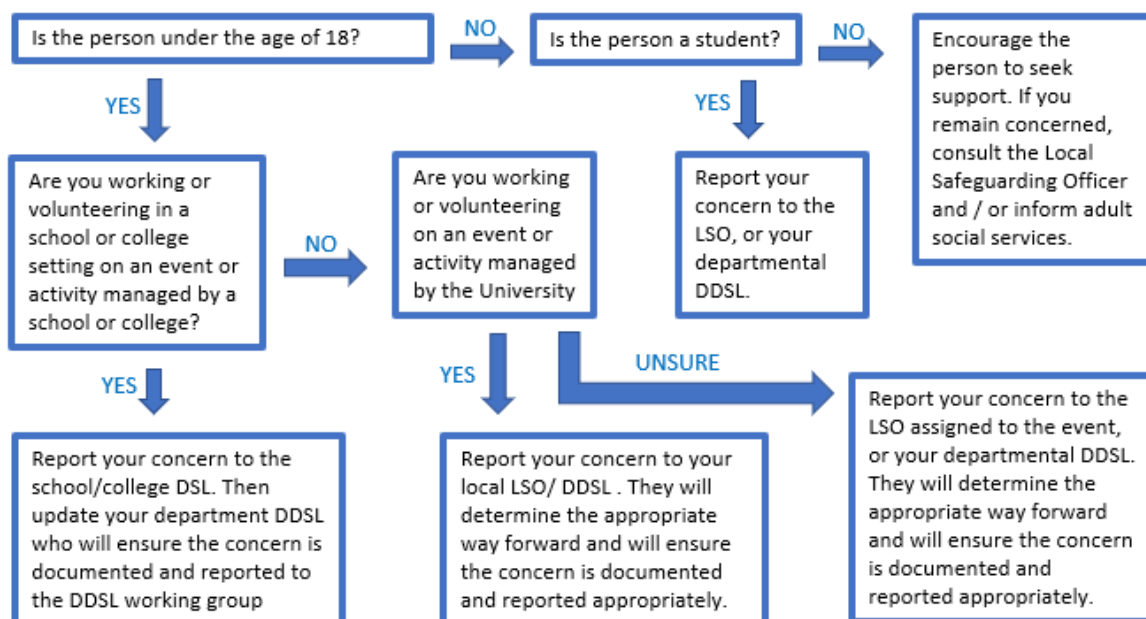 Is the person under the age of 18?
NO
Is the person a student?
NO
Encourage the
person to seek
support. If you
remain concerned,
consult the Local
Safeguarding Officer
and / or inform adult
social services.
YES
YES
Are you working or
volunteering in a
school or college
setting on an event or
activity managed by a
school or college?
NO
Are you working
or volunteering
on an event or
activity managed
by the University
Report your
concern to the
LSO, or your
departmental
DDSL.
YES
YES
UNSURE
Report your concern to the
school/college DSL. Then
update your department DDSL
who will ensure the concern is
documented and reported to
the DDSL working group
Report your concern to your
local LSO/ DDSL . They will
determine the appropriate
way forward and will ensure
the concern is documented
and reported appropriately.
Report your concern to the
LSO assigned to the event,
or your departmental DDSL.
They will determine the
appropriate way forward
and will ensure the concern
is documented and
reported appropriately.